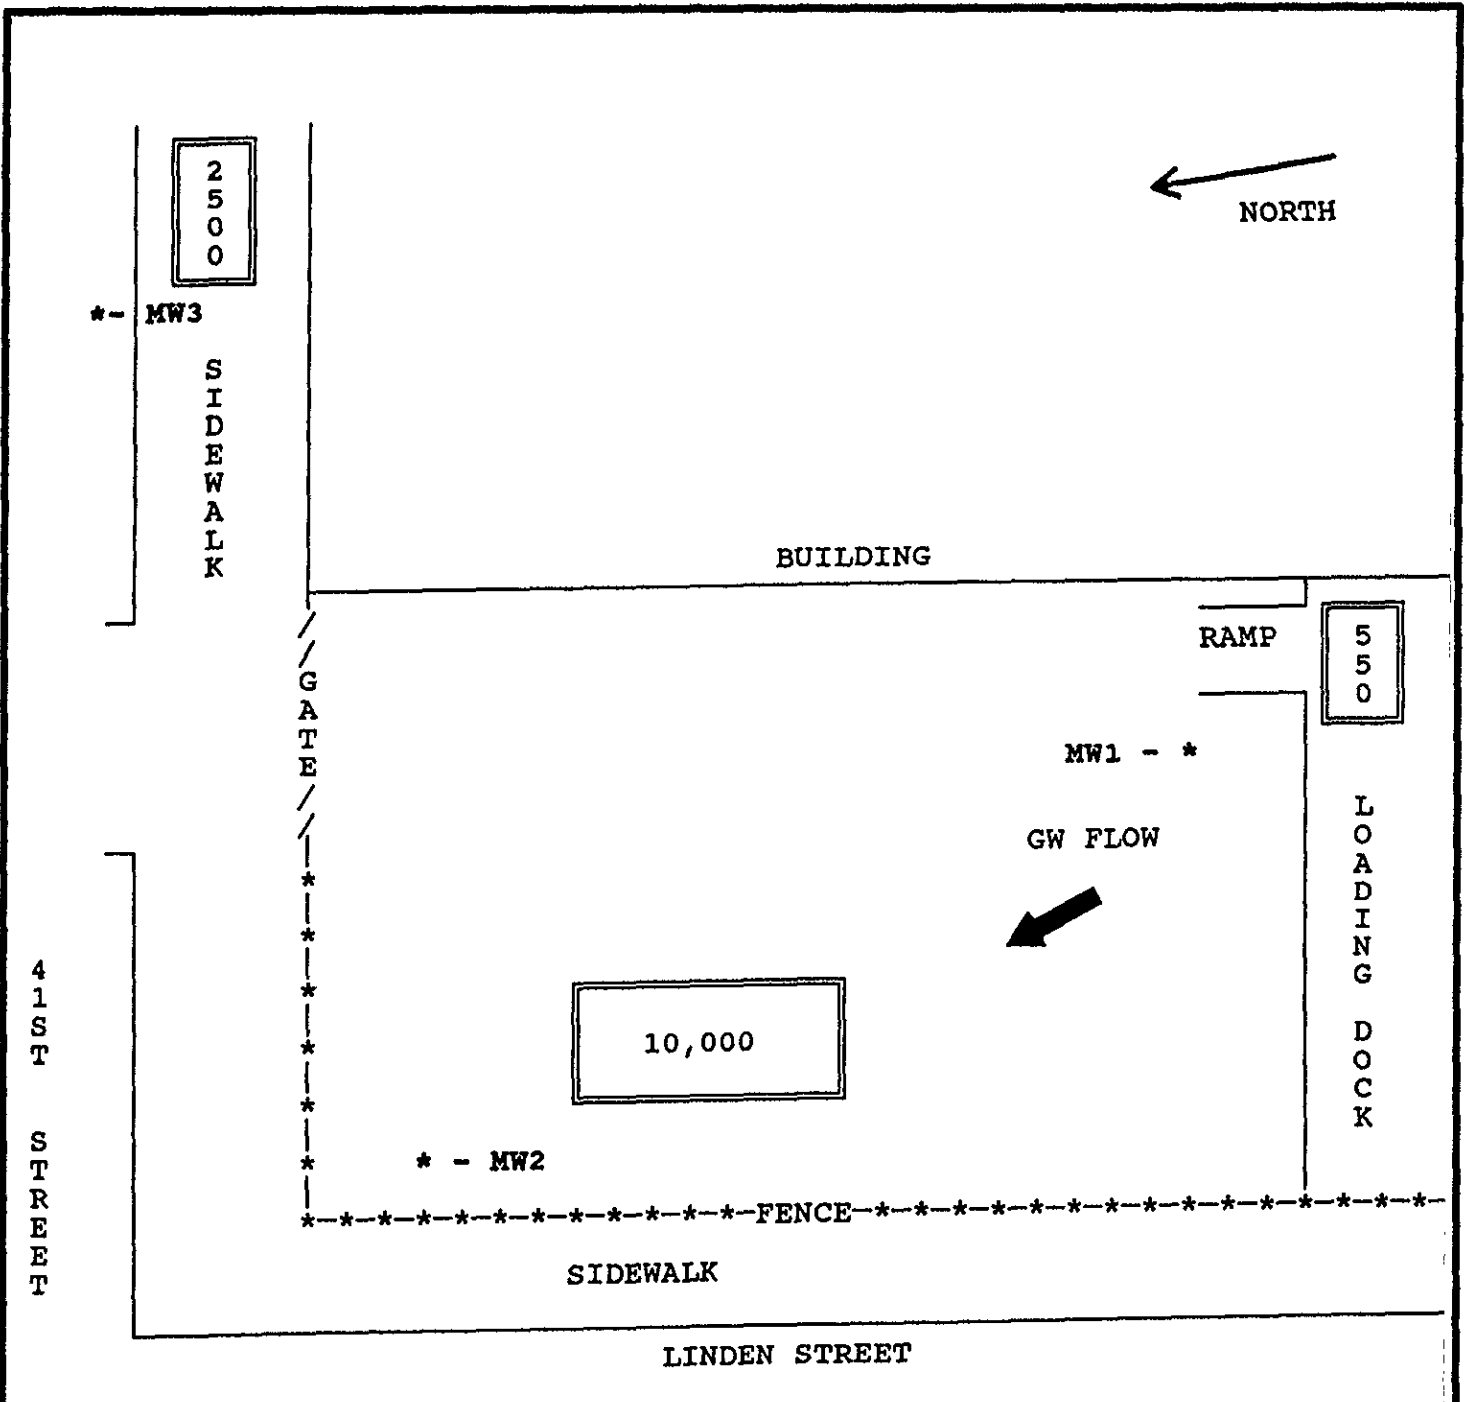 2500
NORTH
*- MW3
SIDEWALK
BUILDING
RAMP
550
//GATE//
MW1 - *
GW FLOW
LOADING DOCK
41ST STREET
10,000
* - MW2
*-*-*-*-*-*-*-*-*-*-*-*-FENCE-*-*-*-*-*-*-*-*-*-*-*-*-*-*-*-
SIDEWALK
LINDEN STREET